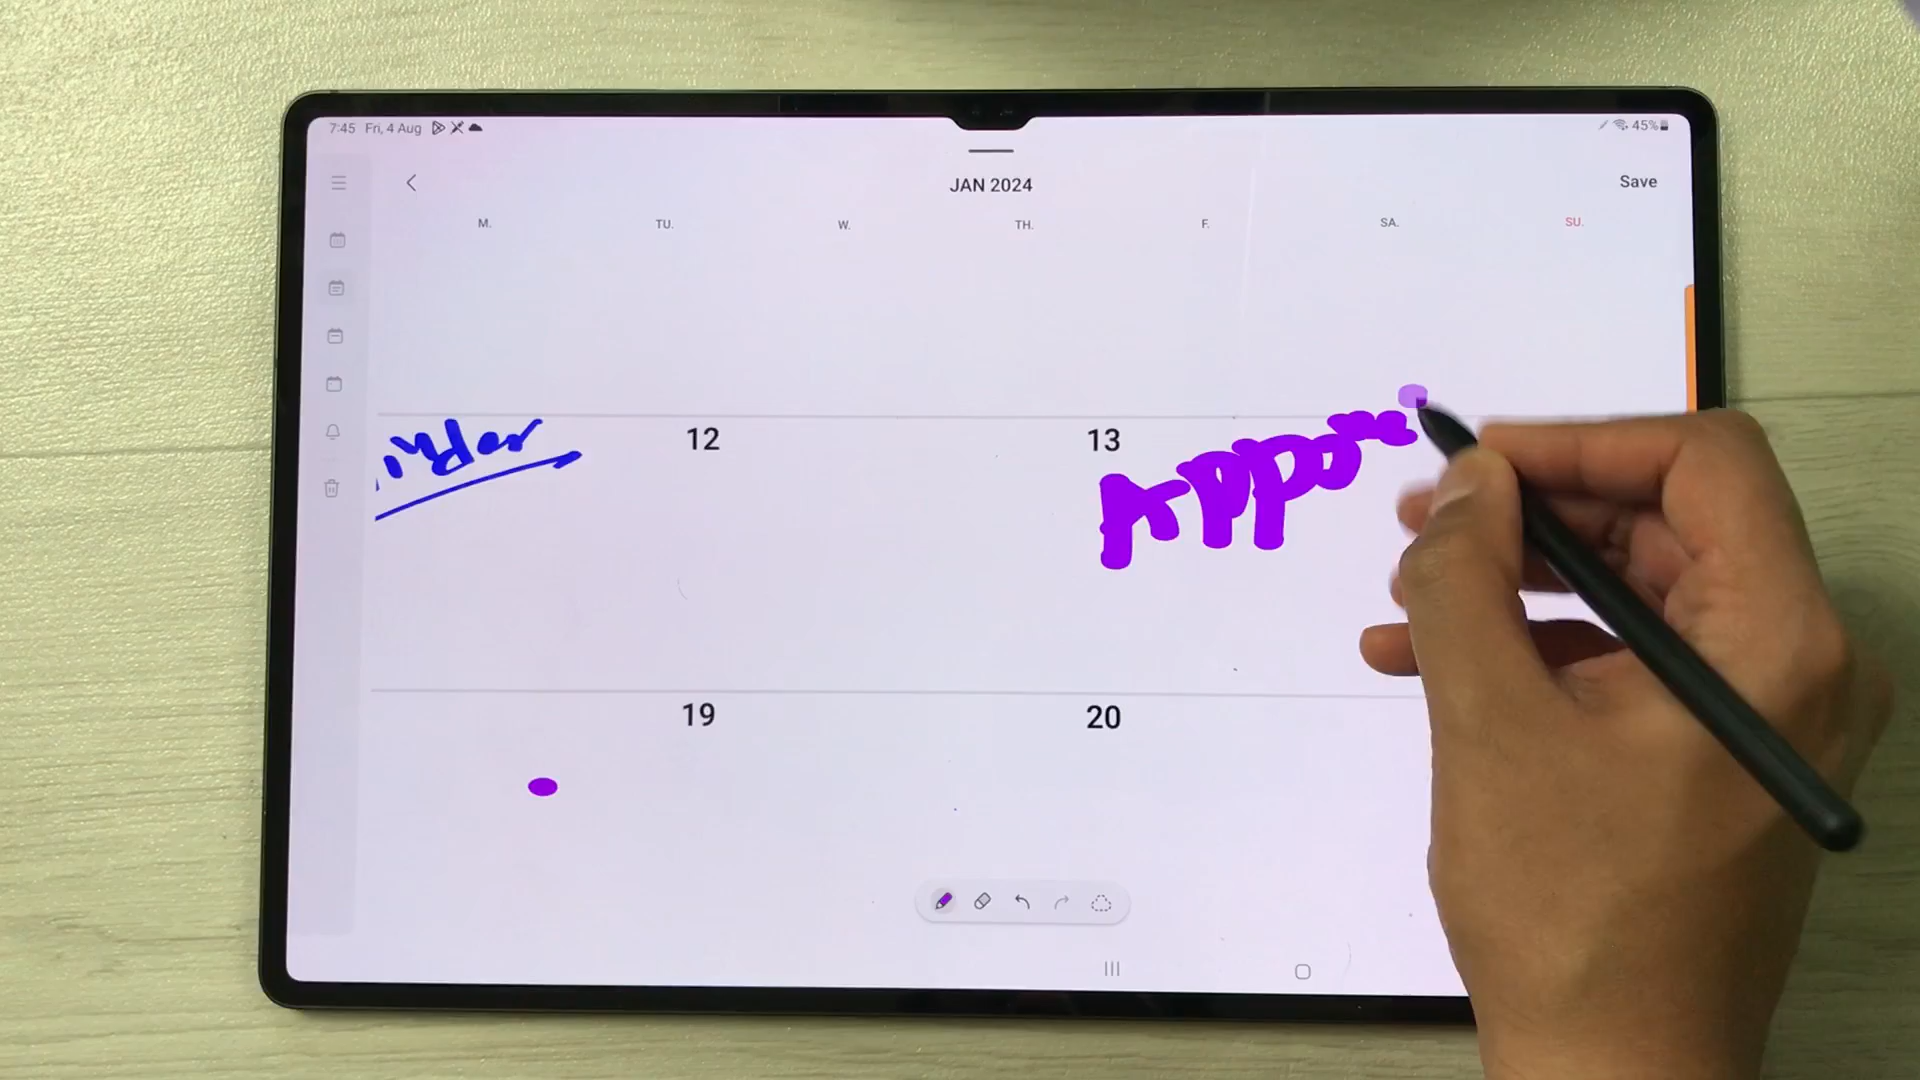 7:45 Fri, 4 Aug
45%
JAN 2024
Save
M. TU. W. TH. F. SA. SU.
12
13
19
20